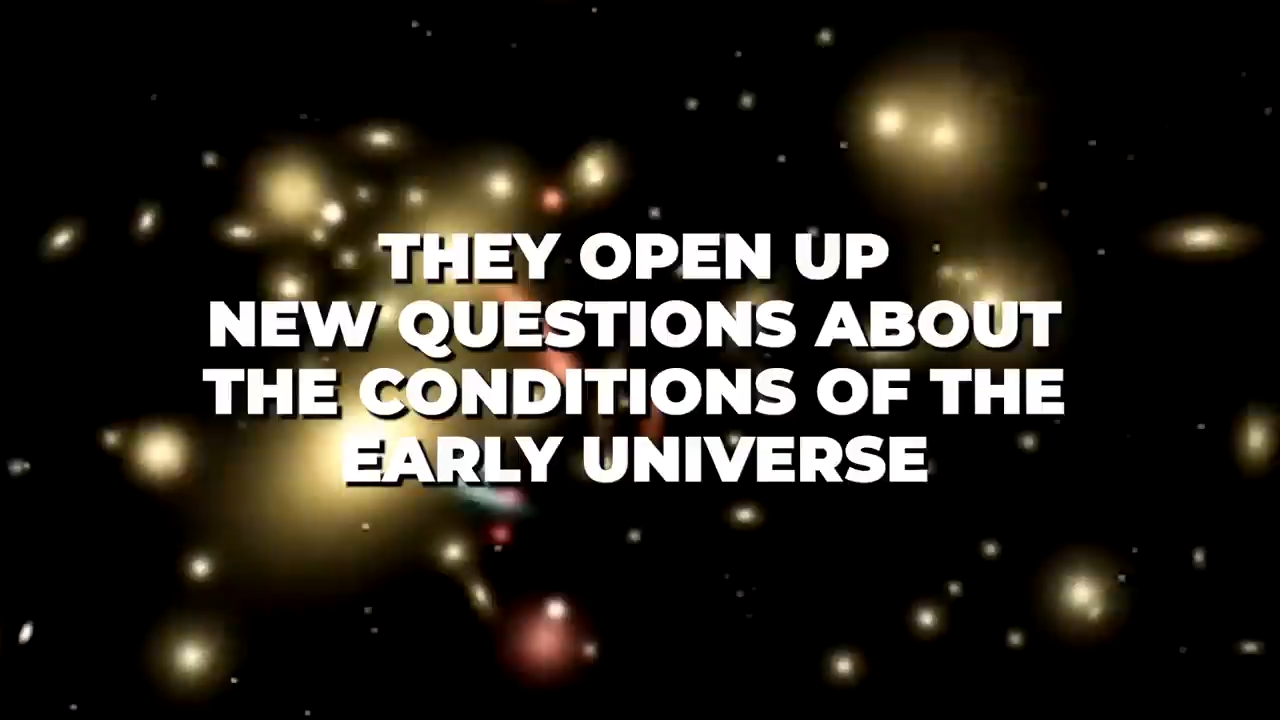 THEY OPEN UP
NEW QUESTIONS ABOUT
THE CONDITIONS OF THE
EARLY UNIVERSE